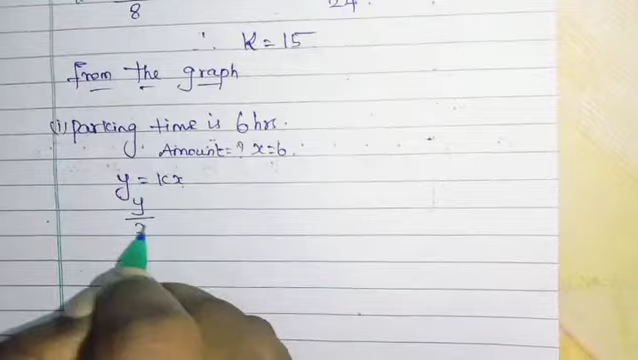 8 24.
∴ K = 15
from the graph
(i) Parking time is 6 hrs.
Amount = ? x = 6.
y = kx
y